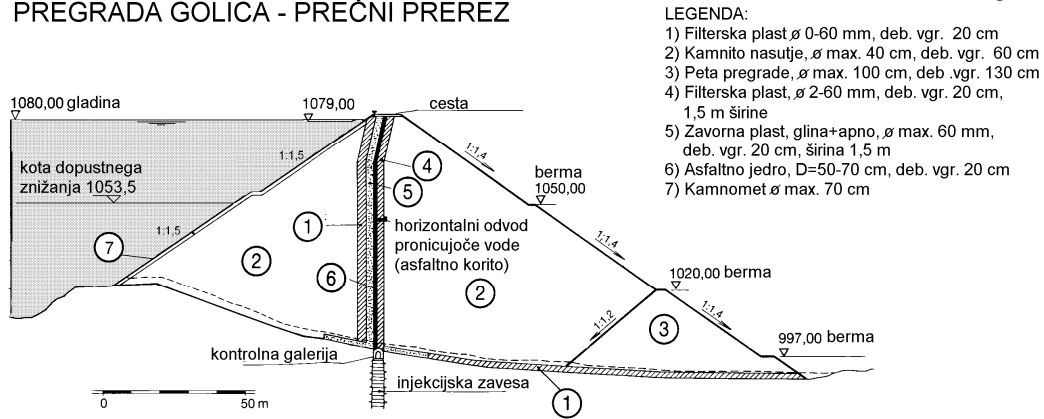 PREGRADA GOLICA - PREČNI PREREZ
LEGENDA:
1) Filterska plast ø 0-60 mm, deb. vgr. 20 cm
2) Kamnito nasutje, ø max. 40 cm, deb. vgr. 60 cm
3) Peta pregrade, ø max. 100 cm, deb .vgr. 130 cm
4) Filterska plast, ø 2-60 mm, deb. vgr. 20 cm,
1,5 m širine
5) Zavorna plast, glina+apno, ø max. 60 mm,
deb. vgr. 20 cm, širina 1,5 m
6) Asfaltno jedro, D=50-70 cm, deb. vgr. 20 cm
7) Kamnomet ø max. 70 cm
1080,00 gladina
1079,00
cesta
kota dopustnega
znižanja 1053,5
1:1,5
1:1,4
4
5
berma
1050,00
1
horizontalni odvod
pronicujoče vode
(asfaltno korito)
1:1,5
7
2
6
2
1:1,4
1020,00 berma
1:1,2
1:1,4
3
997,00 berma
kontrolna galerija
injekcijska zavesa
1
0
50 m